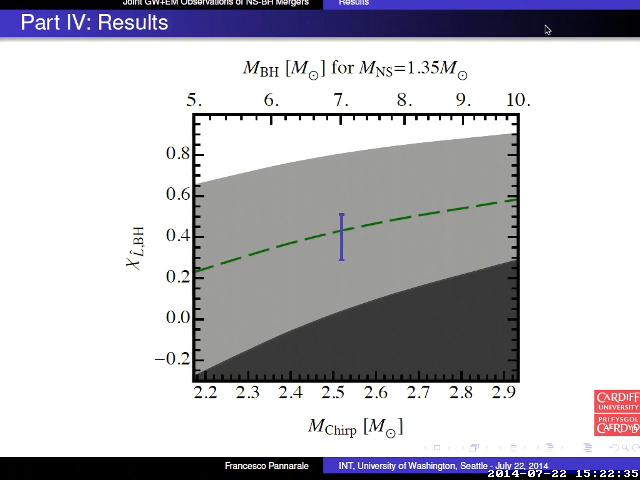 Joint GW+EM Observations of NS-BH Mergers Results
Part IV: Results
M_BH [M_⊙] for M_NS=1.35M_⊙
5. 6. 7. 8. 9. 10.
0.8
0.6
0.4
0.2
0.0
−0.2
χ_L̂,BH
2.2 2.3 2.4 2.5 2.6 2.7 2.8 2.9
M_Chirp [M_⊙]
CARDIFF
UNIVERSITY
PRIFYSGOL
CAERDYDD
Francesco Pannarale INT, University of Washington, Seattle - July 22, 2014
2014-07-22 15:22:35